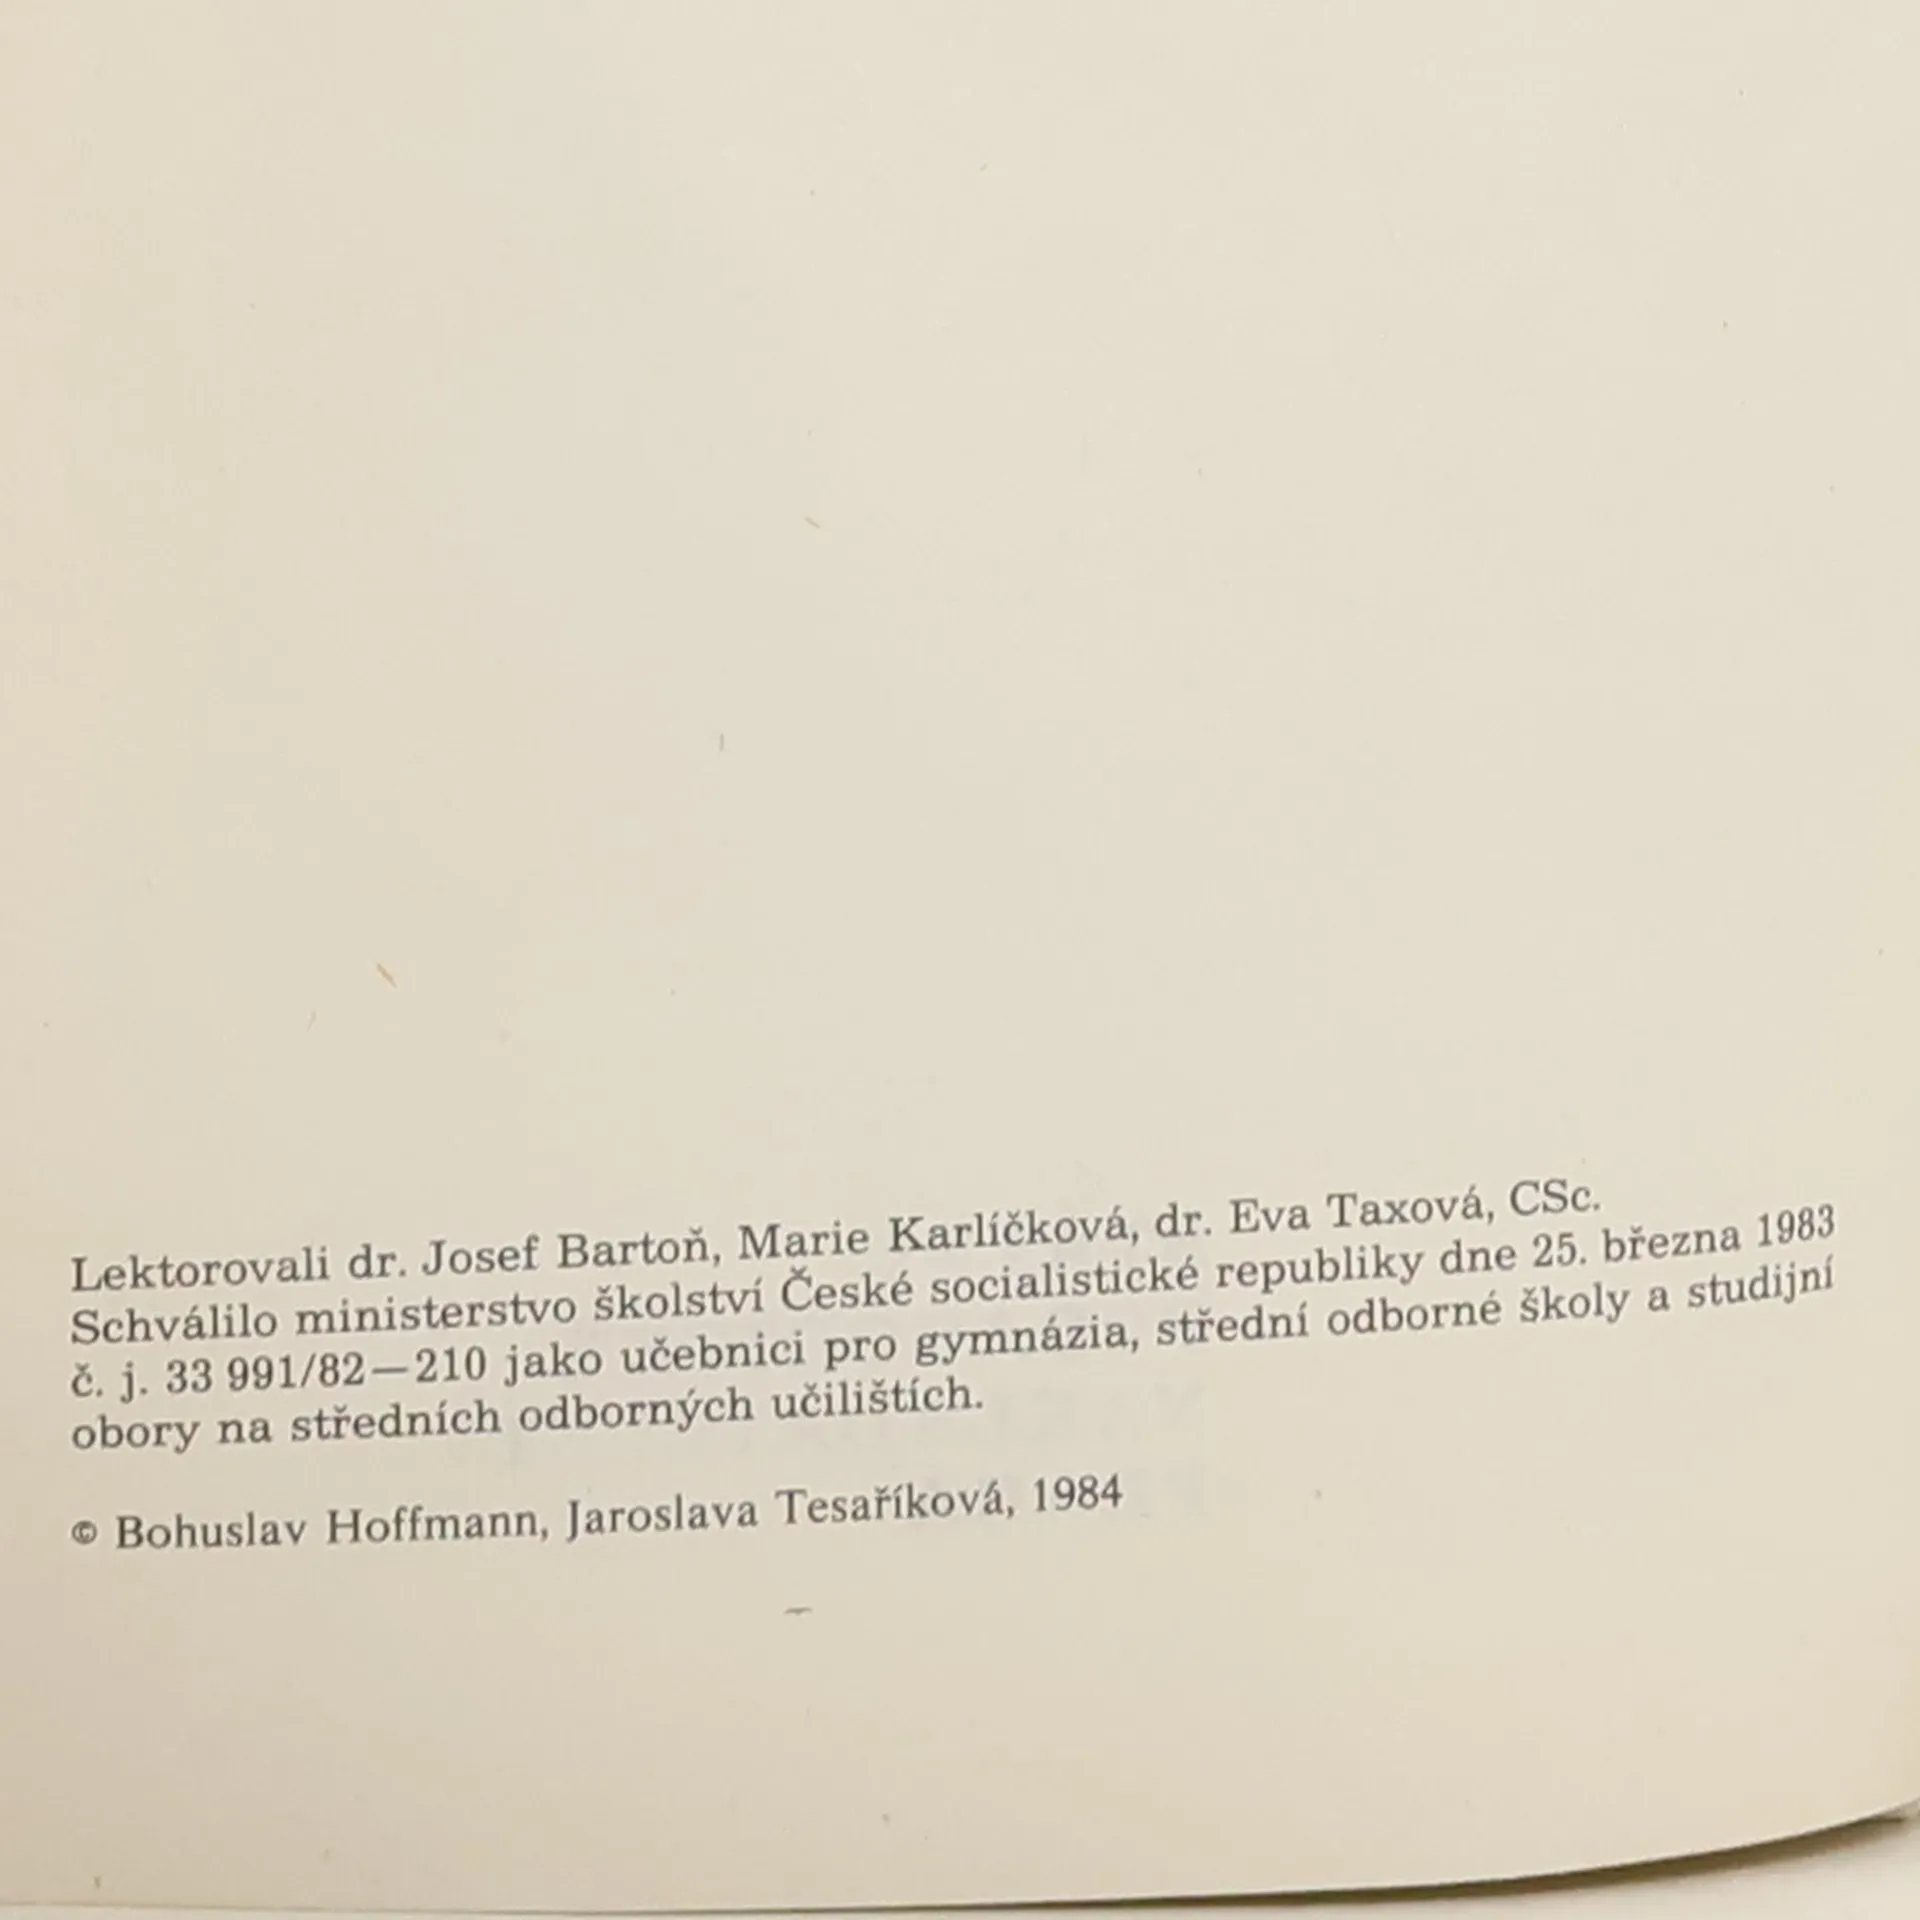 Lektorovali dr. Josef Bartoň, Marie Karlíčková, dr. Eva Taxová, CSc.
Schválilo ministerstvo školství České socialistické republiky dne 25. března 1983
č. j. 33 991/82—210 jako učebnici pro gymnázia, střední odborné školy a studijní
obory na středních odborných učilištích.
© Bohuslav Hoffmann, Jaroslava Tesaříková, 1984